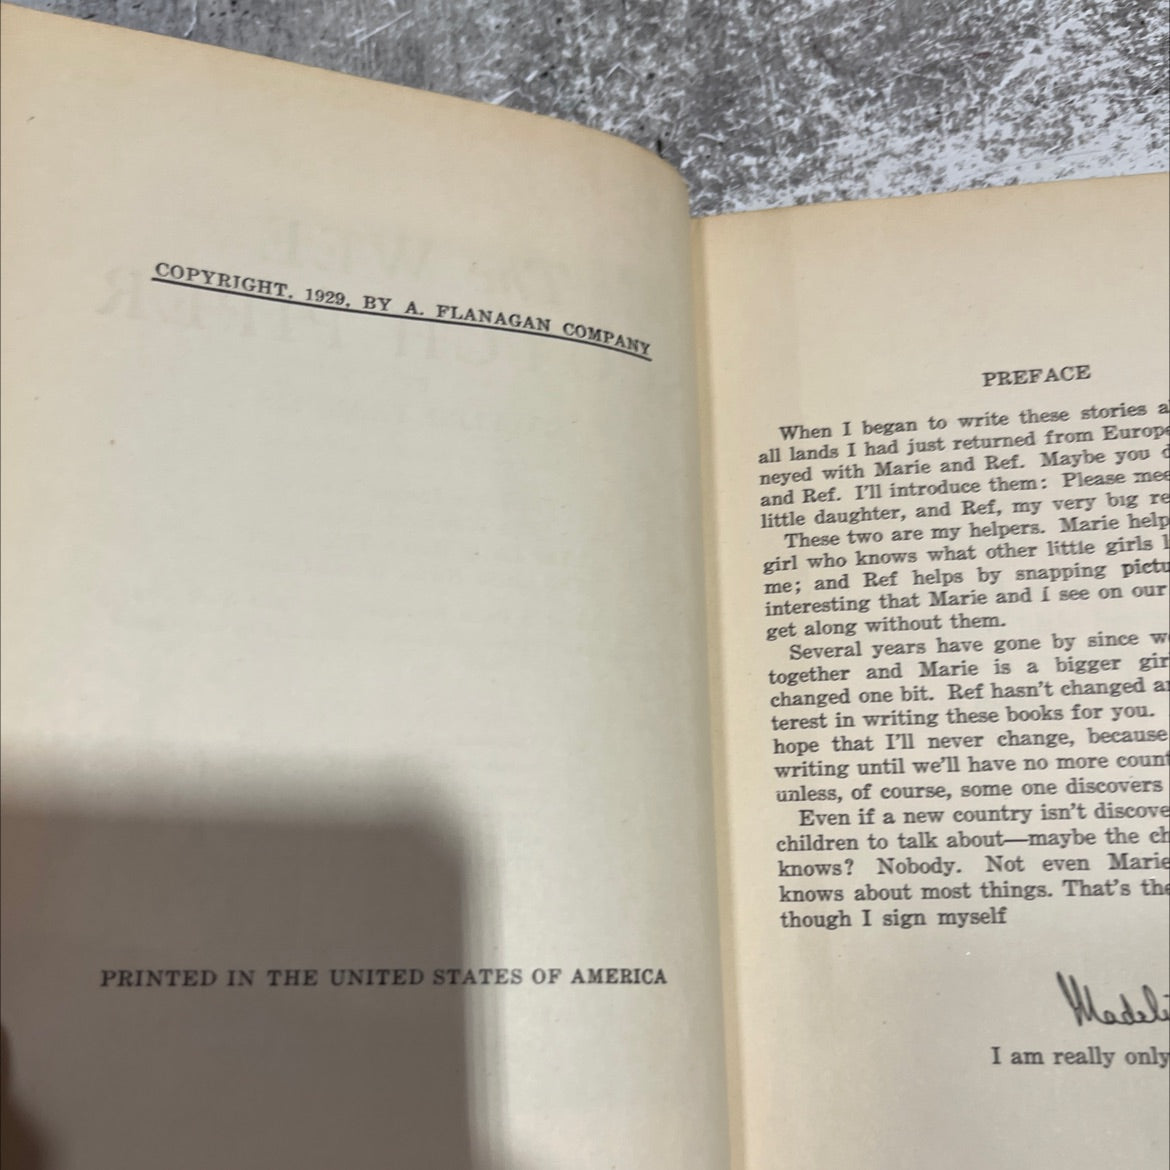 COPYRIGHT, 1929, BY A. FLANAGAN COMPANY
PRINTED IN THE UNITED STATES OF AMERICA
PREFACE
When I began to write these stories a
all lands I had just returned from Europe
neyed with Marie and Ref. Maybe you d
and Ref. I'll introduce them: Please mee
little daughter, and Ref, my very big re
These two are my helpers. Marie help
girl who knows what other little girls l
me; and Ref helps by snapping pictu
interesting that Marie and I see on our
get along without them.
Several years have gone by since w
together and Marie is a bigger gir
changed one bit. Ref hasn't changed a
terest in writing these books for you.
hope that I'll never change, because
writing until we'll have no more count
unless, of course, some one discovers
Even if a new country isn't discove
children to talk about—maybe the ch
knows? Nobody. Not even Marie
knows about most things. That's the
though I sign myself
Madeli
I am really only